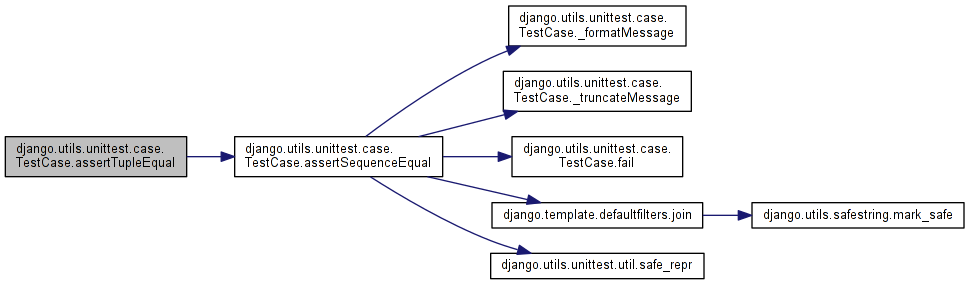 django.utils.unittest.case.
TestCase._formatMessage
django.utils.unittest.case.
TestCase._truncateMessage
django.utils.unittest.case.
TestCase.assertTupleEqual
django.utils.unittest.case.
TestCase.assertSequenceEqual
django.utils.unittest.case.
TestCase.fail
django.template.defaultfilters.join
django.utils.safestring.mark_safe
django.utils.unittest.util.safe_repr